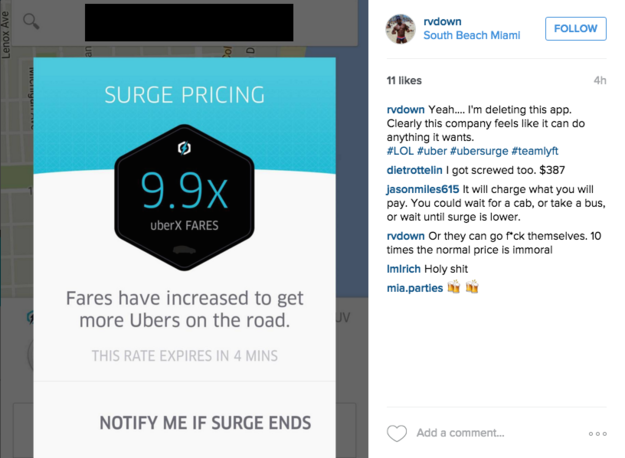 Lenox Ave
an
SURGE PRICING
9.9x
uberX FARES
Fares have increased to get
more Ubers on the road.
THIS RATE EXPIRES IN 4 MINS
NOTIFY ME IF SURGE ENDS
UV
rvdown
South Beach Miami
FOLLOW
11 likes
4h
rvdown Yeah.... I'm deleting this app.
Clearly this company feels like it can do
anything it wants.
#LOL #uber #ubersurge #teamlyft
dietrottelin I got screwed too. $387
jasonmiles615 It will charge what you will
pay. You could wait for a cab, or take a bus,
or wait until surge is lower.
rvdown Or they can go f*ck themselves. 10
times the normal price is immoral
lmlrich Holy shit
mia.parties 🍻 🍻
Add a comment...